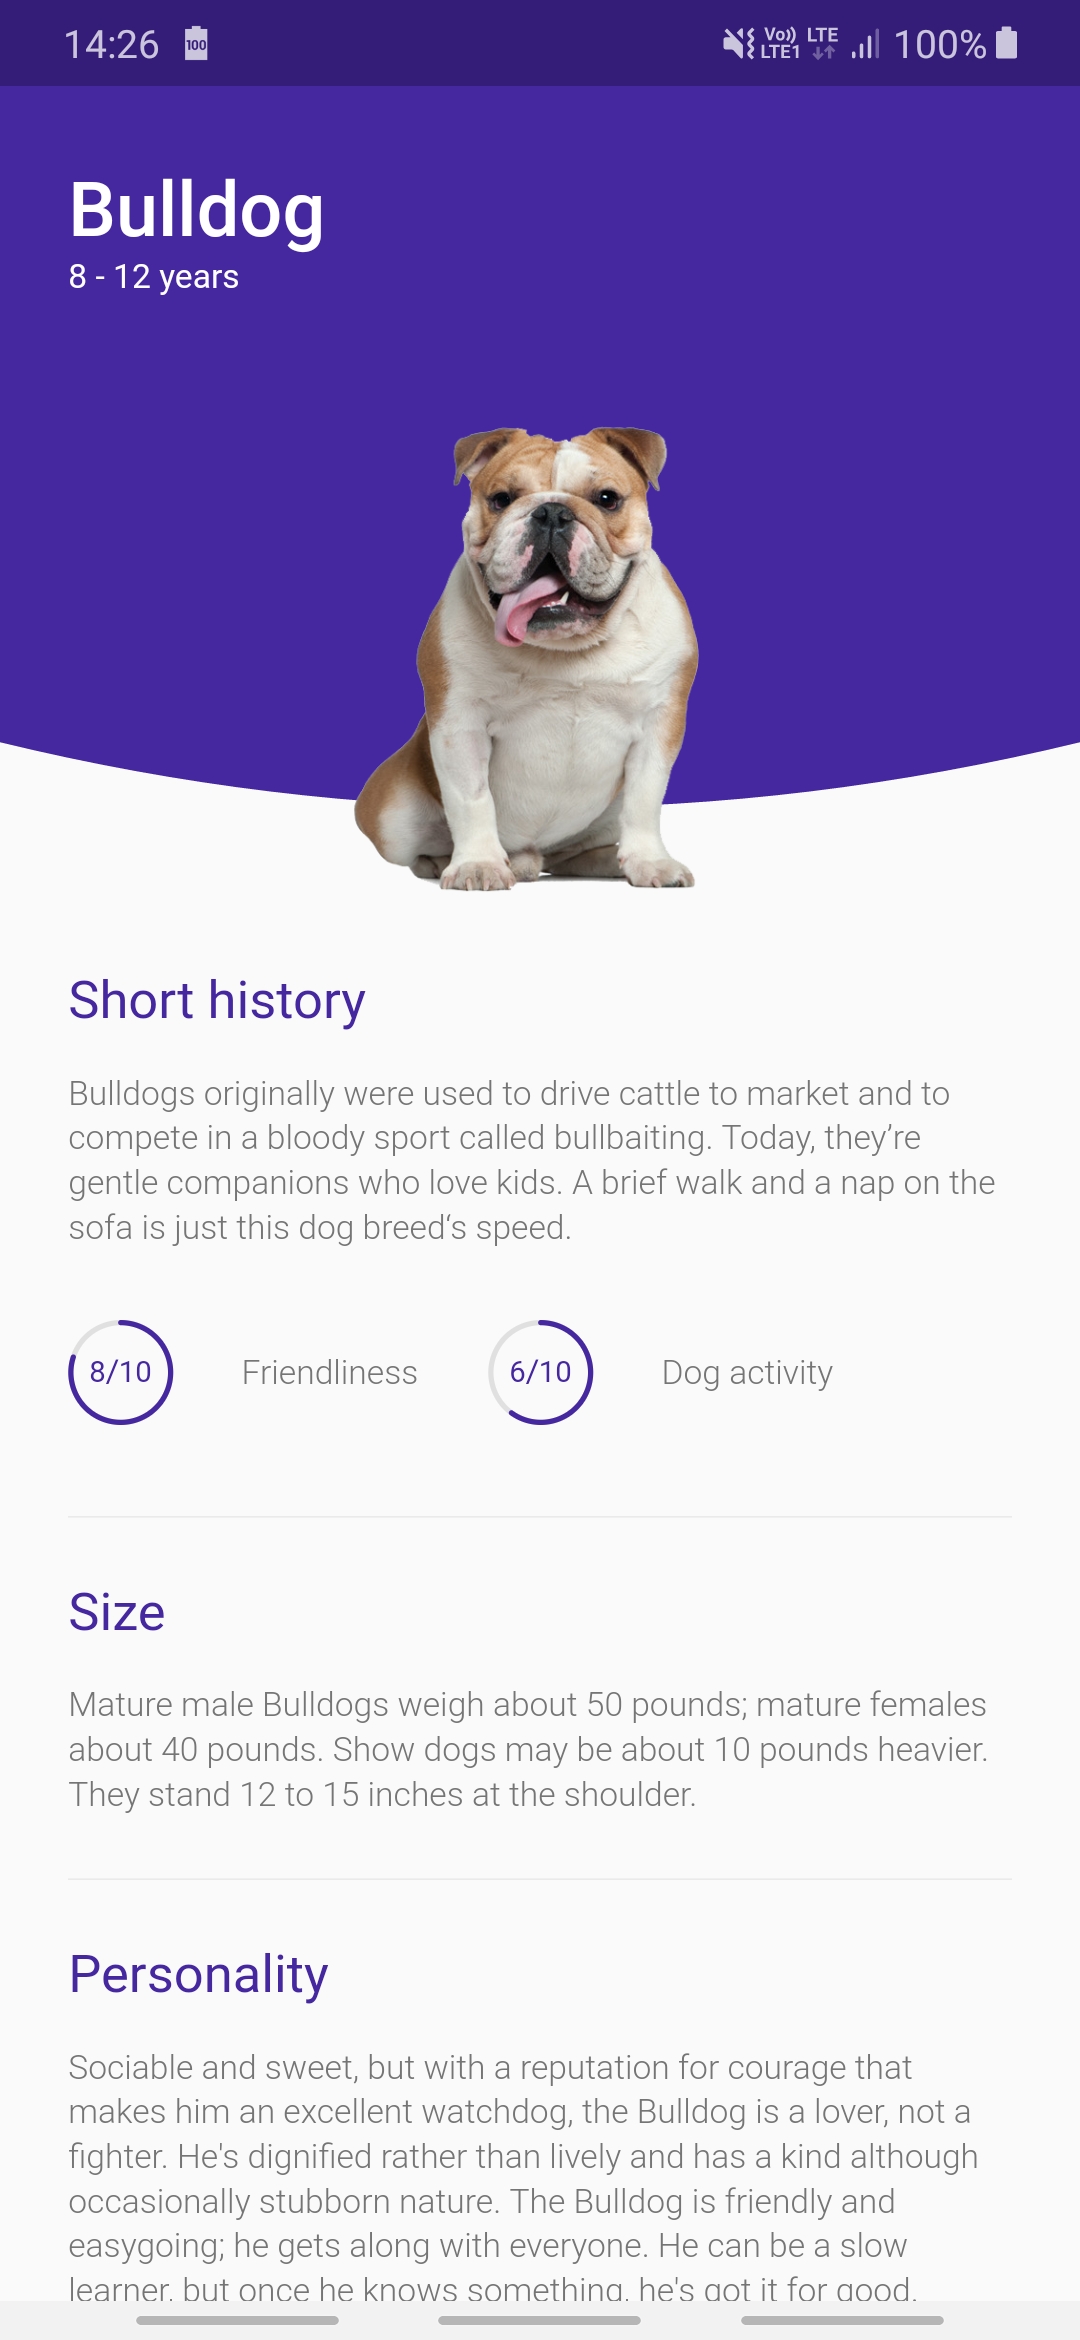 14:26 100 Vo)) LTE1 LTE 100%
Bulldog
8 - 12 years
Short history
Bulldogs originally were used to drive cattle to market and to
compete in a bloody sport called bullbaiting. Today, they’re
gentle companions who love kids. A brief walk and a nap on the
sofa is just this dog breed‘s speed.
8/10 Friendliness 6/10 Dog activity
Size
Mature male Bulldogs weigh about 50 pounds; mature females
about 40 pounds. Show dogs may be about 10 pounds heavier.
They stand 12 to 15 inches at the shoulder.
Personality
Sociable and sweet, but with a reputation for courage that
makes him an excellent watchdog, the Bulldog is a lover, not a
fighter. He's dignified rather than lively and has a kind although
occasionally stubborn nature. The Bulldog is friendly and
easygoing; he gets along with everyone. He can be a slow
learner, but once he knows something, he's got it for good.